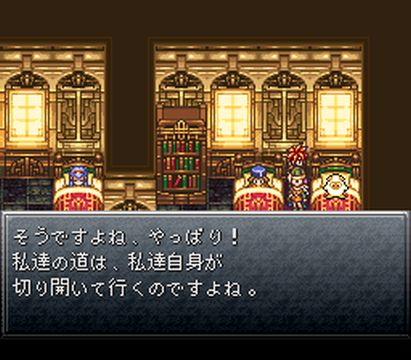 そうですよね、やっぱり！
私達の道は、私達自身が
切り開いて行くのですよね。